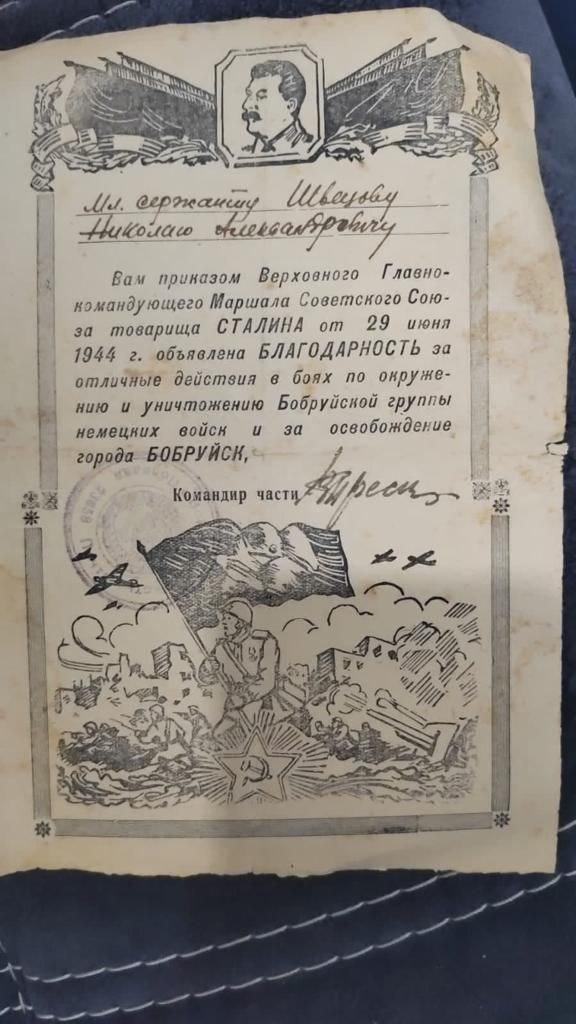 Мл. сержанту Швецову
Николаю Александровичу
Вам приказом Верховного Главно-
командующего Маршала Советского Сою-
за товарища СТАЛИНА от 29 июня
1944 г. объявлена БЛАГОДАРНОСТЬ за
отличные действия в боях по окруже-
нию и уничтожению Бобруйской группы
немецких войск и за освобождение
города БОБРУЙСК,
Командир части